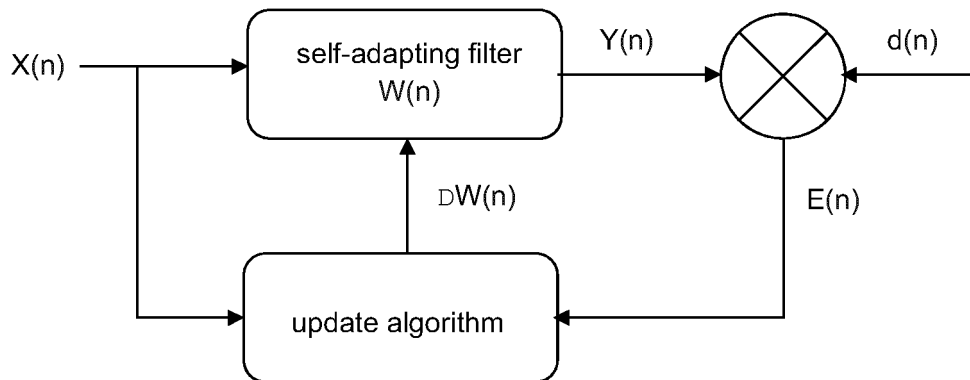 X(n)
self-adapting filter
W(n)
Y(n)
d(n)
DW(n)
E(n)
update algorithm